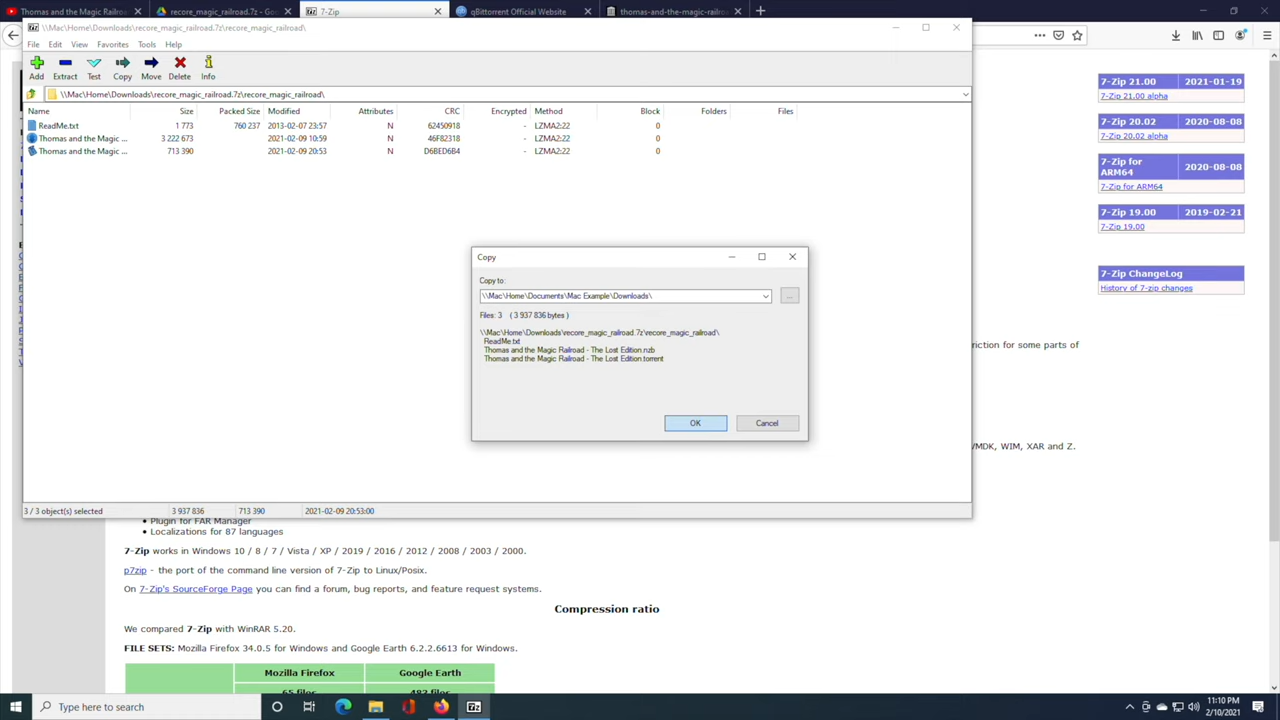 Thomas and the Magic Railroad
recore_magic_railroad.7z - Goo
7-Zip
qBittorrent Official Website
thomas-and-the-magic-railroad
\\Mac\Home\Downloads\recore_magic_railroad.7z\recore_magic_railroad\
File Edit View Favorites Tools Help
Add Extract Test Copy Move Delete Info
\\Mac\Home\Downloads\recore_magic_railroad.7z\recore_magic_railroad\
Name Size Packed Size Modified Attributes CRC Encrypted Method Block Folders Files
ReadMe.txt 1 773 760 237 2013-02-07 23:57 N 62450918 - LZMA2:22 0
Thomas and the Magic ... 3 222 673 2021-02-09 10:59 N 46F82318 - LZMA2:22 0
Thomas and the Magic ... 713 390 2021-02-09 20:53 N D6BED6B4 - LZMA2:22 0
Copy
Copy to:
\\Mac\Home\Documents\Mac Example\Downloads\
...
Files: 3 ( 3 937 836 bytes )
\\Mac\Home\Downloads\recore_magic_railroad.7z\recore_magic_railroad\
ReadMe.txt
Thomas and the Magic Railroad - The Lost Edition.nzb
Thomas and the Magic Railroad - The Lost Edition.torrent
OK Cancel
3 / 3 object(s) selected 3 937 836 713 390 2021-02-09 20:53:00
7-Zip 21.00 2021-01-19
7-Zip 21.00 alpha
7-Zip 20.02 2020-08-08
7-Zip 20.02 alpha
7-Zip for ARM64 2020-08-08
7-Zip for ARM64
7-Zip 19.00 2019-02-21
7-Zip 19.00
7-Zip ChangeLog
History of 7-zip changes
riction for some parts of
VMDK, WIM, XAR and Z.
• Plugin for FAR Manager
• Localizations for 87 languages
7-Zip works in Windows 10 / 8 / 7 / Vista / XP / 2019 / 2016 / 2012 / 2008 / 2003 / 2000.
p7zip - the port of the command line version of 7-Zip to Linux/Posix.
On 7-Zip's SourceForge Page you can find a forum, bug reports, and feature request systems.
Compression ratio
We compared 7-Zip with WinRAR 5.20.
FILE SETS: Mozilla Firefox 34.0.5 for Windows and Google Earth 6.2.2.6613 for Windows.
Mozilla Firefox Google Earth
65 files 483 files
Type here to search
11:10 PM
2/10/2021